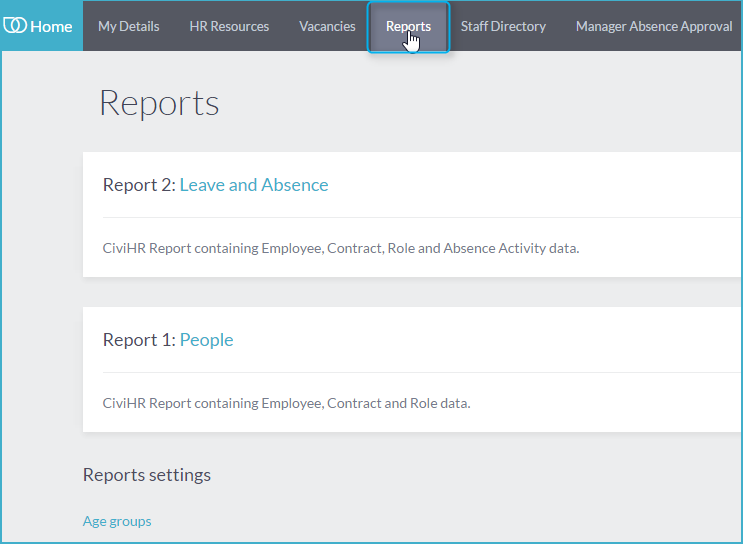 Home My Details HR Resources Vacancies Reports Staff Directory Manager Absence Approval
Reports
Report 2: Leave and Absence
CiviHR Report containing Employee, Contract, Role and Absence Activity data.
Report 1: People
CiviHR Report containing Employee, Contract and Role data.
Reports settings
Age groups